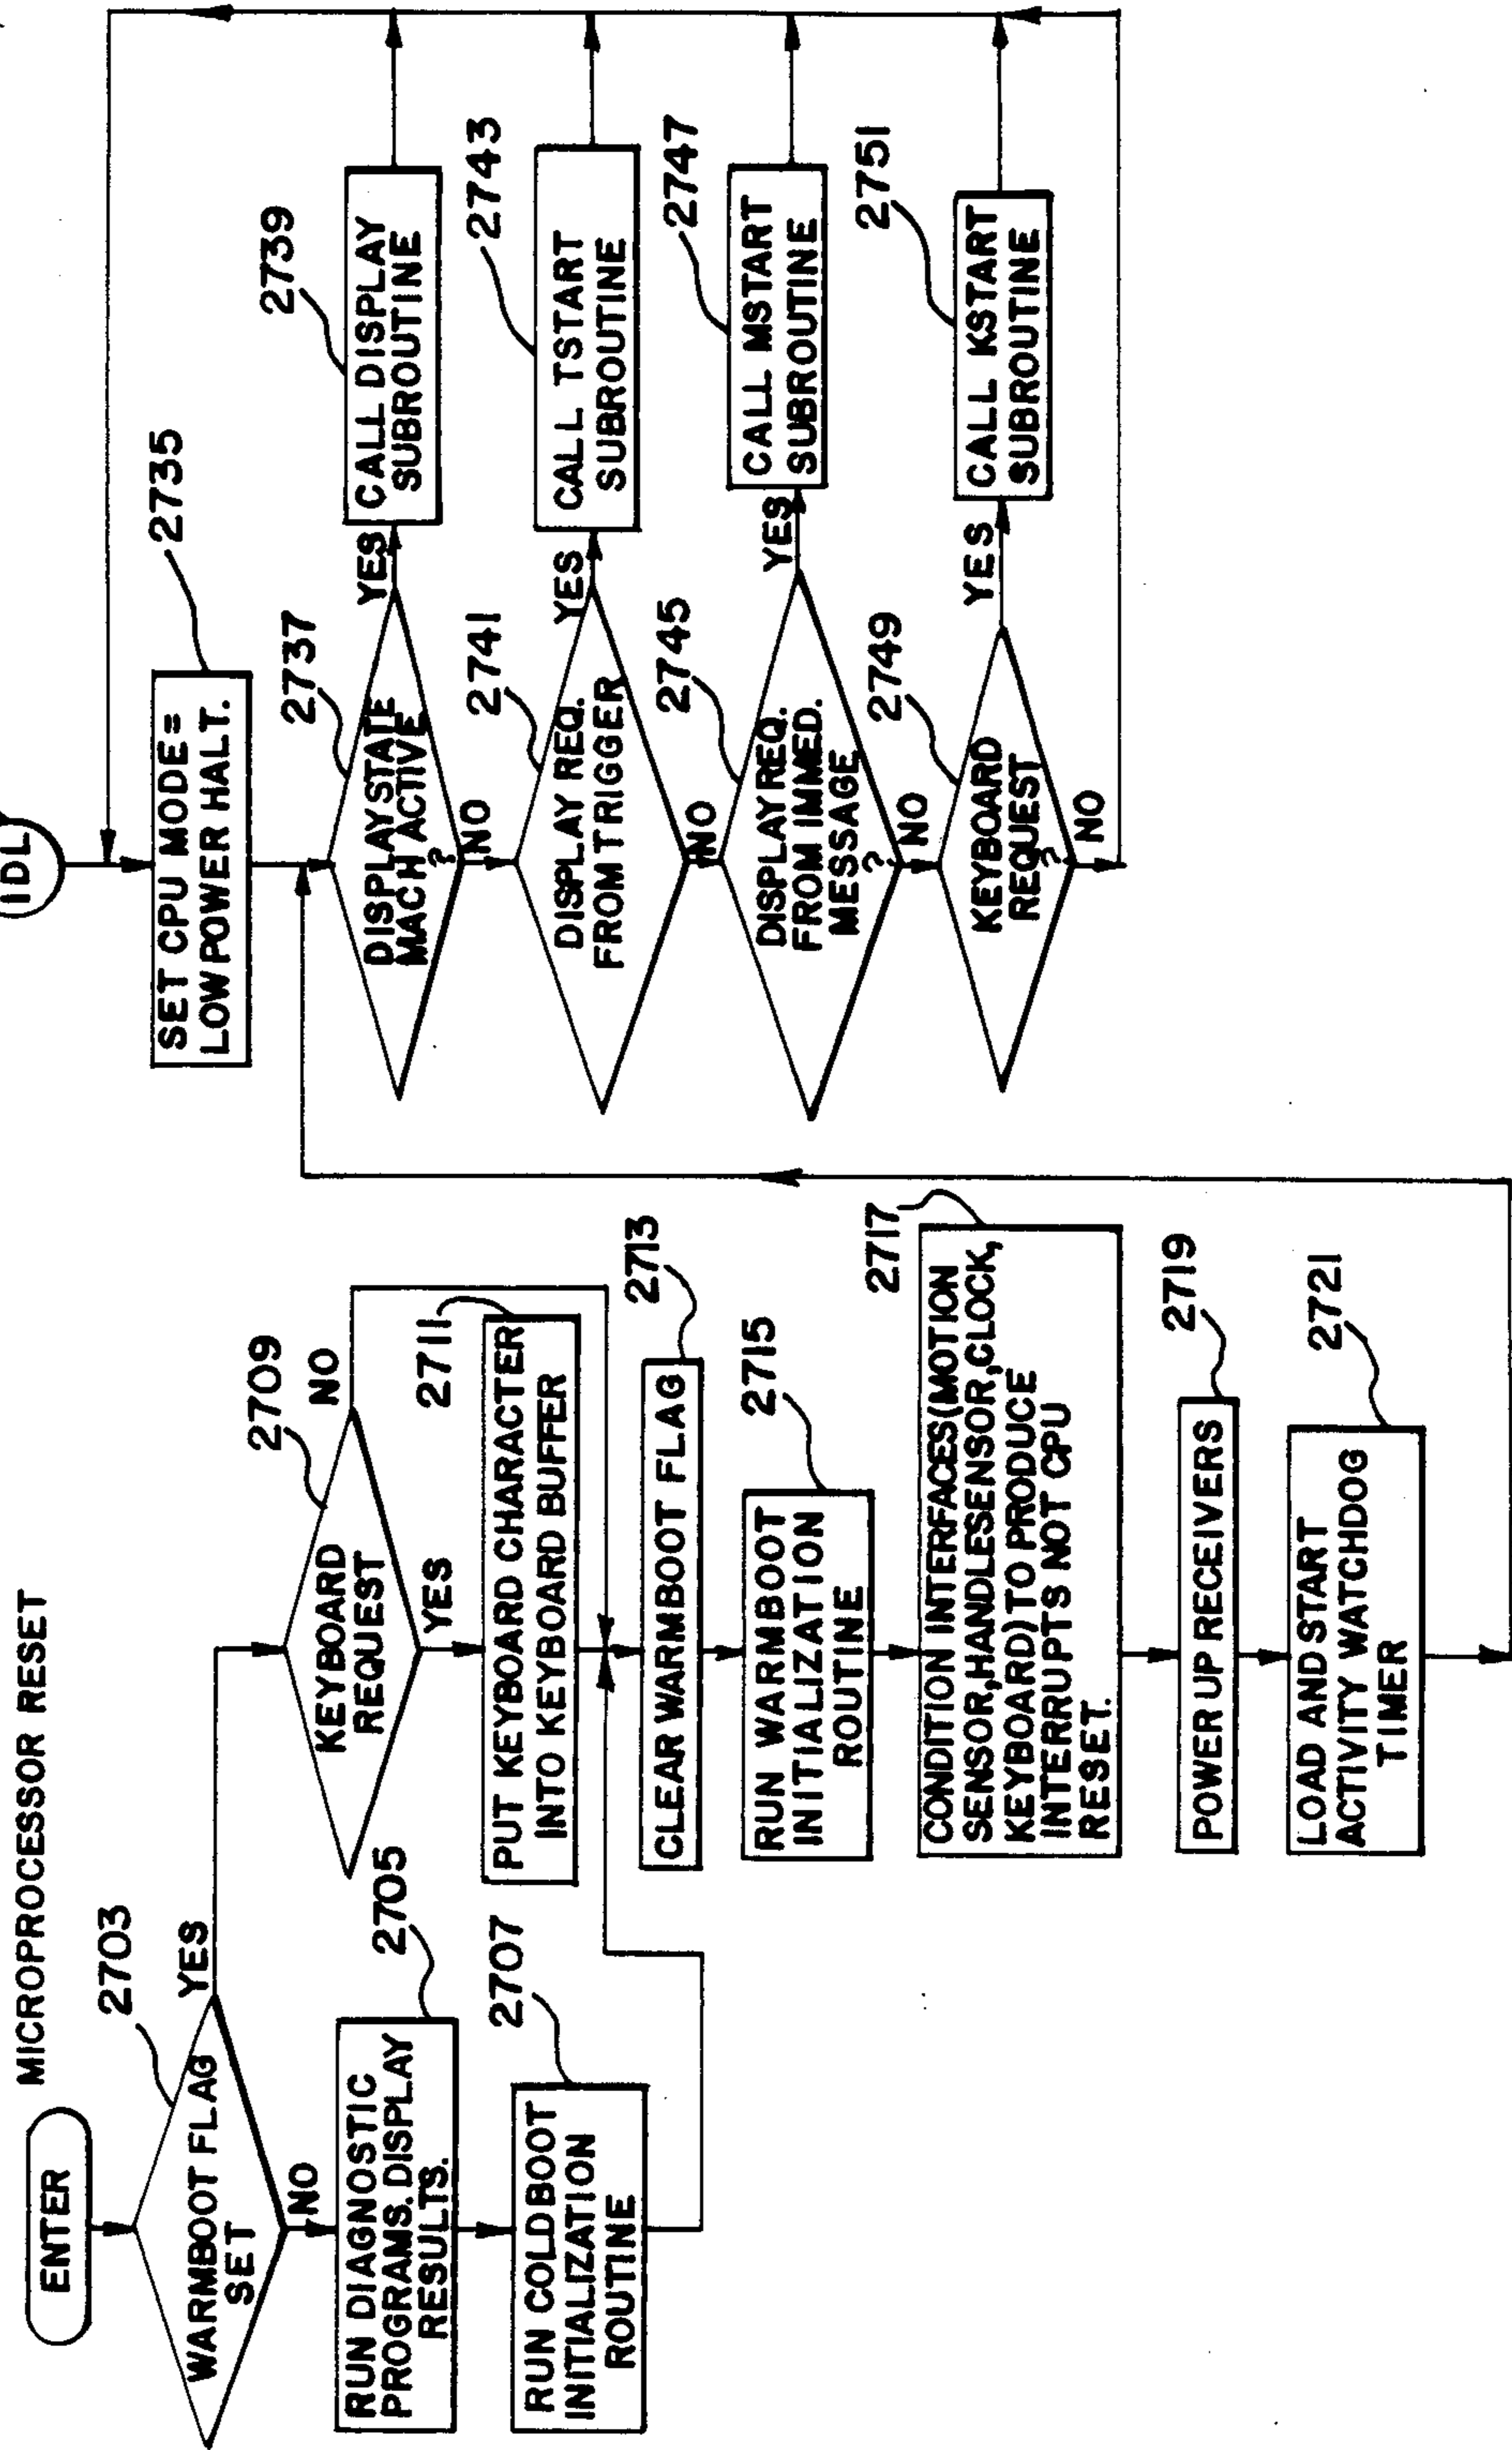 MICROPROCESSOR RESET
ENTER
2703
WARMBOOT FLAG
SET
YES
NO
2705
RUN DIAGNOSTIC
PROGRAMS. DISPLAY
RESULTS.
2707
RUN COLDBOOT
INITIALIZATION
ROUTINE
2709
KEYBOARD
REQUEST
NO
YES
2711
PUT KEYBOARD CHARACTER
INTO KEYBOARD BUFFER
2713
CLEAR WARMBOOT FLAG
2715
RUN WARMBOOT
INITIALIZATION
ROUTINE
2717
CONDITION INTERFACES(MOTION
SENSOR,HANDLESENSOR,CLOCK,
KEYBOARD) TO PRODUCE
INTERRUPTS NOT CPU
RESET.
2719
POWER UP RECEIVERS
2721
LOAD AND START
ACTIVITY WATCHDOG
TIMER
IDL
2735
SET CPU MODE=
LOW POWER HALT.
2737
DISPLAY STATE
MACH ACTIVE
?
YES
NO
2739
CALL DISPLAY
SUBROUTINE
2741
DISPLAY REQ.
FROM TRIGGER
YES
NO
2743
CALL TSTART
SUBROUTINE
2745
DISPLAY REQ.
FROM IMMED.
MESSAGE
?
YES
NO
2747
CALL MSTART
SUBROUTINE
2749
KEYBOARD
REQUEST
?
YES
NO
2751
CALL KSTART
SUBROUTINE